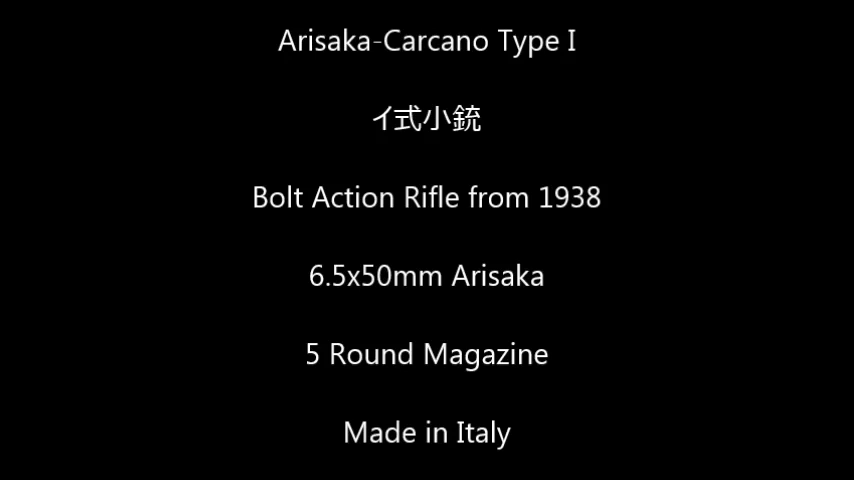 Arisaka-Carcano Type I
イ式小銃
Bolt Action Rifle from 1938
6.5x50mm Arisaka
5 Round Magazine
Made in Italy